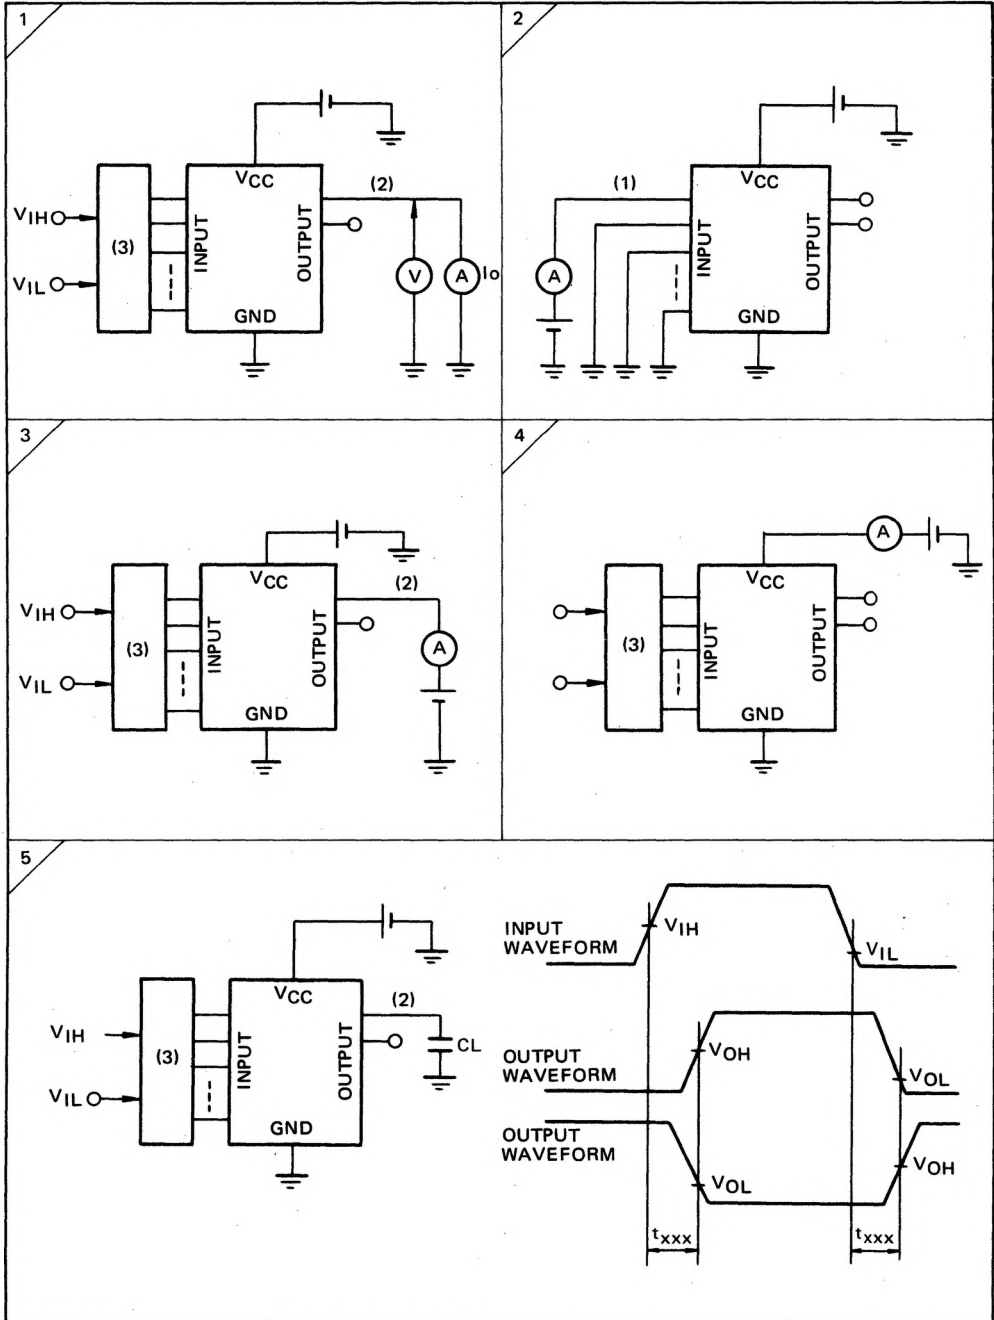 1
VCC
VIH
VIL
(3)
INPUT
OUTPUT
GND
(2)
V
A
Io
2
(1)
A
VCC
INPUT
OUTPUT
GND
3
VCC
VIH
VIL
(3)
INPUT
OUTPUT
GND
(2)
A
4
A
VCC
(3)
INPUT
OUTPUT
GND
5
VCC
VIH
VIL
(3)
INPUT
OUTPUT
GND
(2)
CL
INPUT
WAVEFORM
VIH
VIL
OUTPUT
WAVEFORM
VOH
VOL
OUTPUT
WAVEFORM
VOL
VOH
txxx
txxx